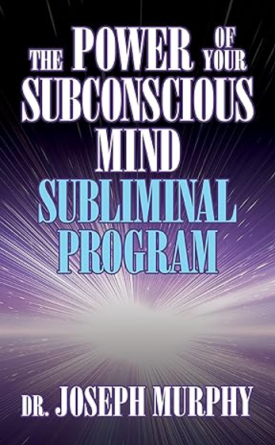 THE POWER OF YOUR
SUBCONSCIOUS
MIND
SUBLIMINAL
PROGRAM
DR. JOSEPH MURPHY